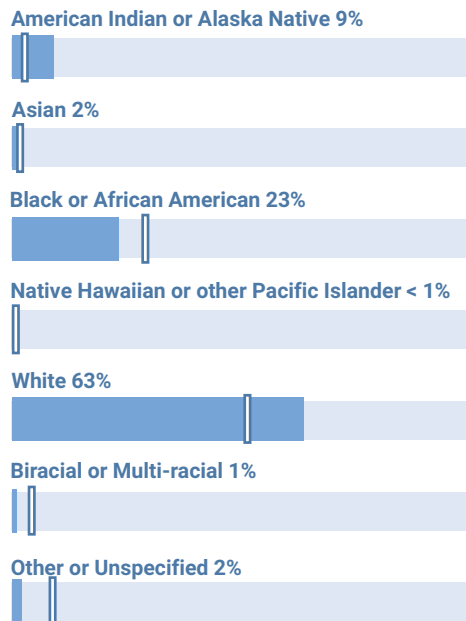 American Indian or Alaska Native 9%
Asian 2%
Black or African American 23%
Native Hawaiian or other Pacific Islander < 1%
White 63%
Biracial or Multi-racial 1%
Other or Unspecified 2%